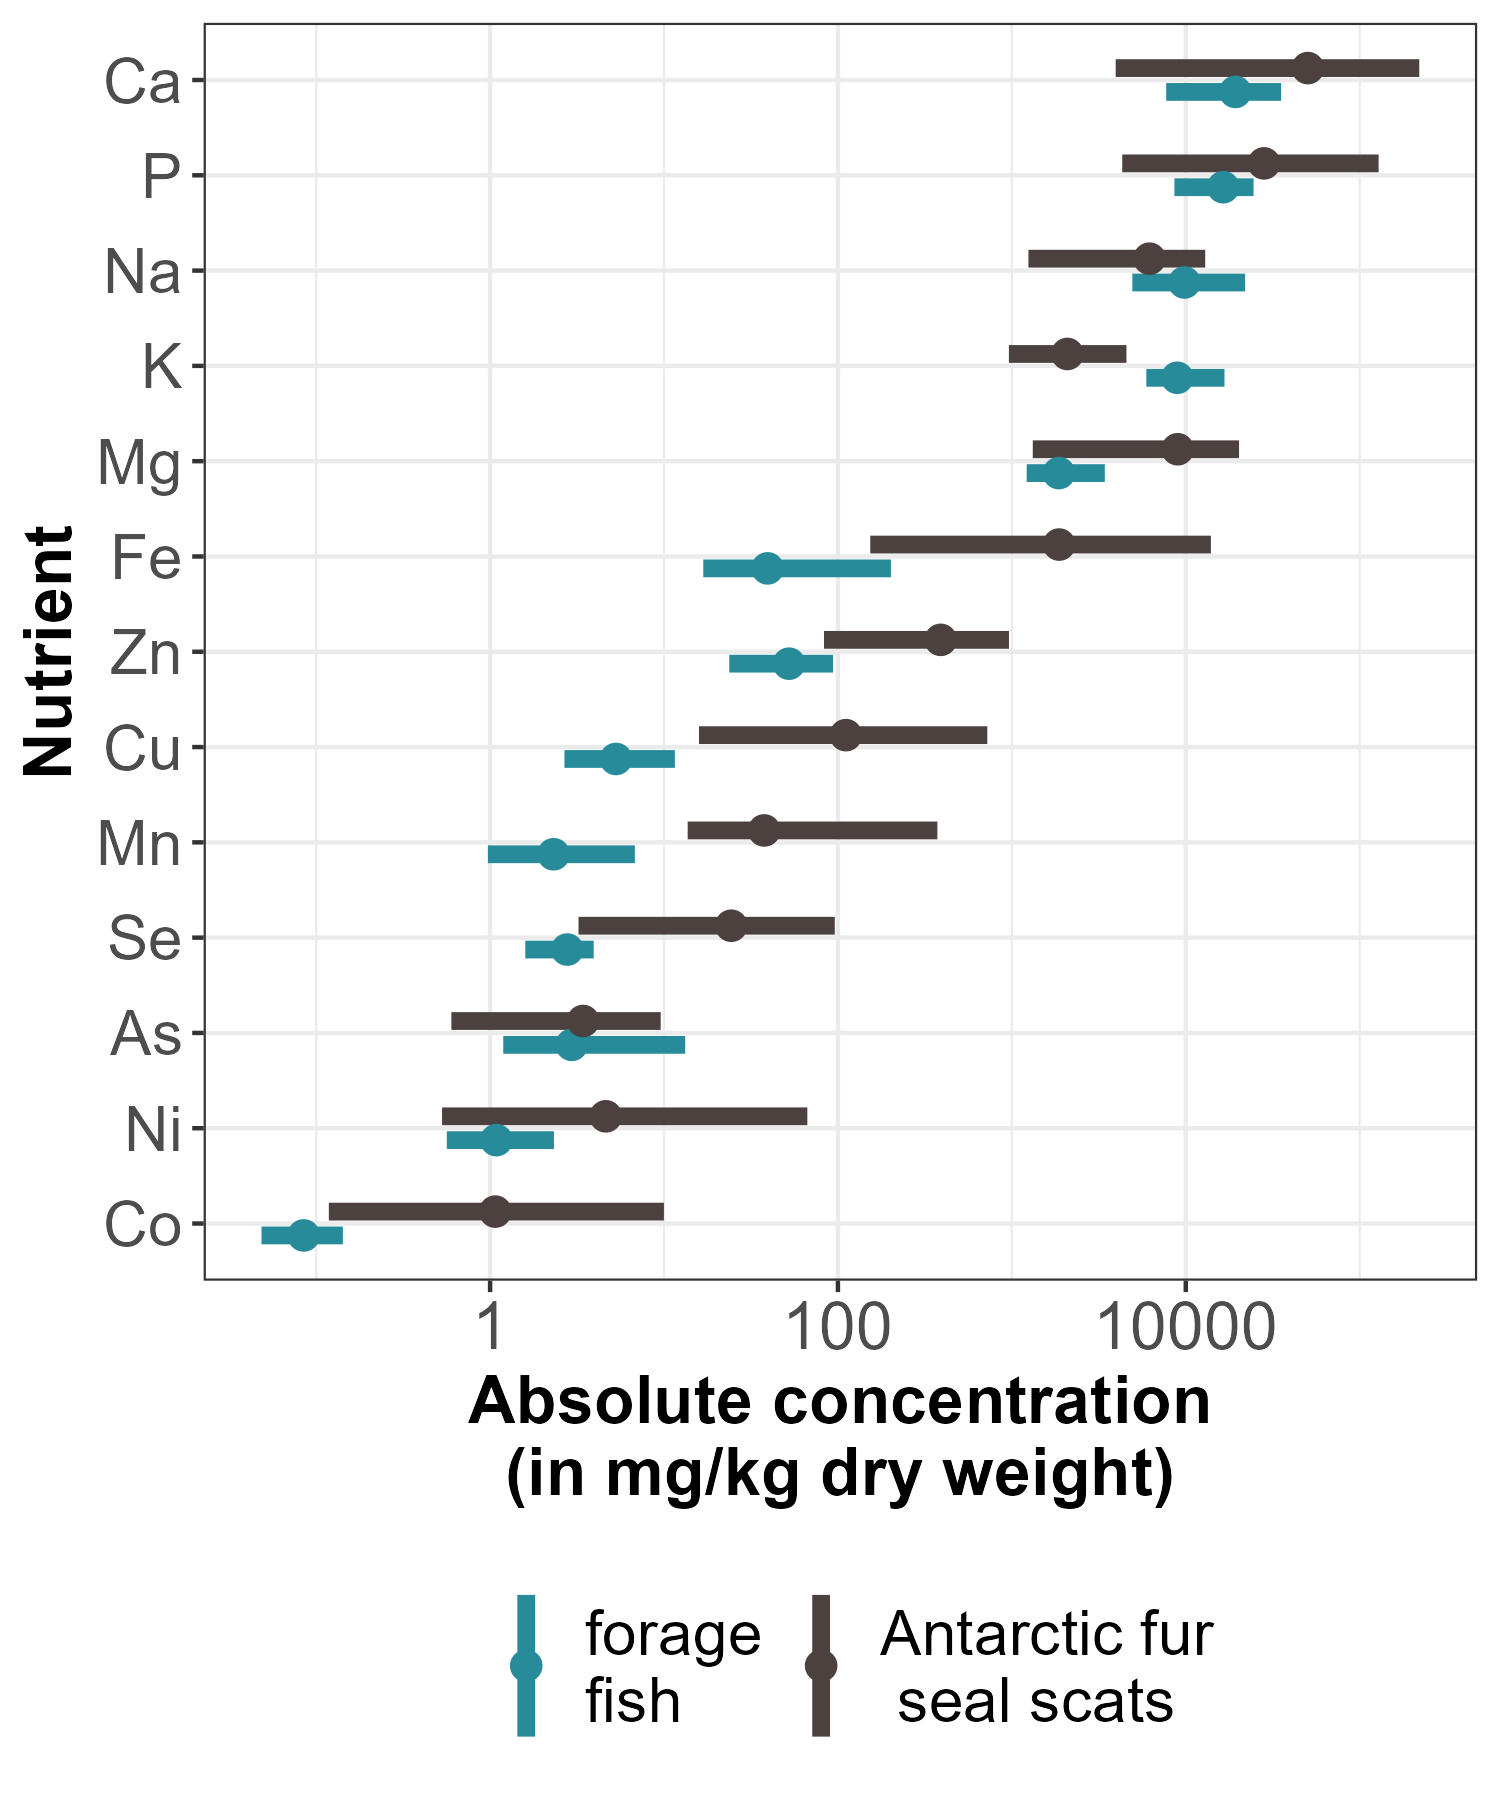 Ca
P
Na
K
Mg
Fe
Zn
Cu
Mn
Se
As
Ni
Co
Nutrient
1 100 10000
Absolute concentration
(in mg/kg dry weight)
forage
fish
Antarctic fur
seal scats